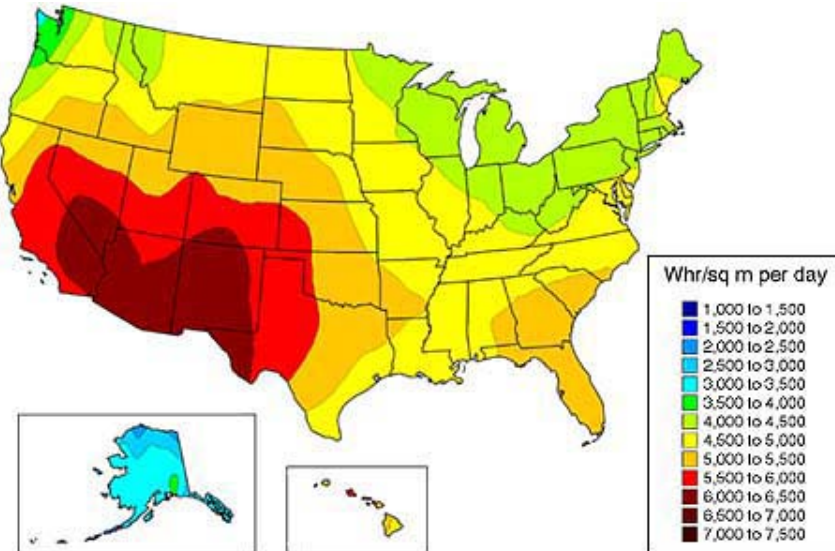 Whr/sq m per day
1,000 to 1,500
1,500 to 2,000
2,000 to 2,500
2,500 to 3,000
3,000 to 3,500
3,500 to 4,000
4,000 to 4,500
4,500 to 5,000
5,000 to 5,500
5,500 to 6,000
6,000 to 6,500
6,500 to 7,000
7,000 to 7,500